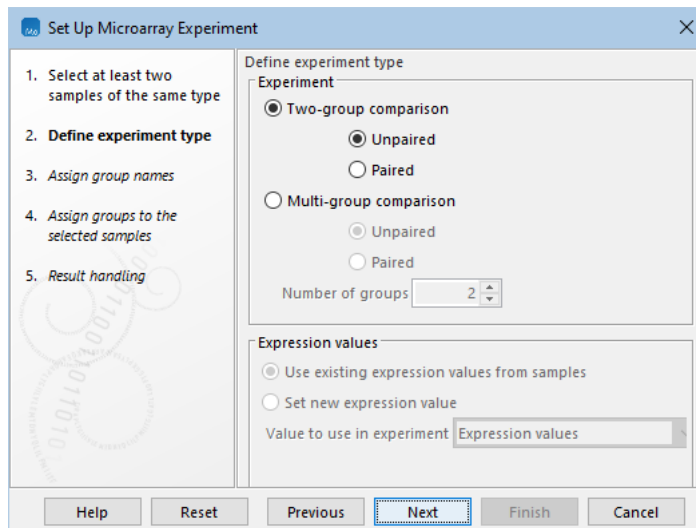 Set Up Microarray Experiment
1. Select at least two
samples of the same type
2. Define experiment type
3. Assign group names
4. Assign groups to the
selected samples
5. Result handling
Define experiment type
Experiment
Two-group comparison
Unpaired
Paired
Multi-group comparison
Unpaired
Paired
Number of groups 2
Expression values
Use existing expression values from samples
Set new expression value
Value to use in experiment Expression values
Help Reset Previous Next Finish Cancel